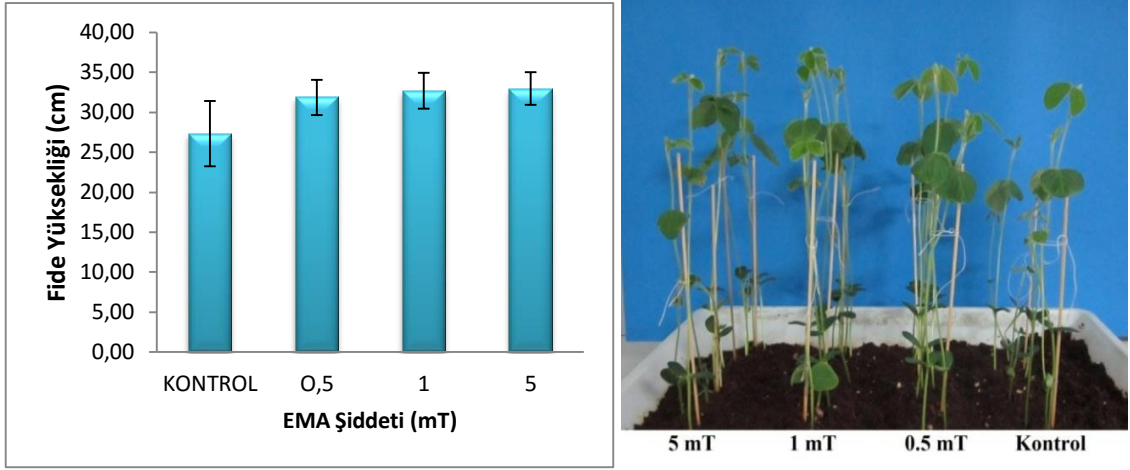 40,00
35,00
30,00
25,00
20,00
15,00
10,00
5,00
0,00
Fide Yüksekliği (cm)
KONTROL O,5 1 5
EMA Şiddeti (mT)
5 mT 1 mT 0.5 mT Kontrol